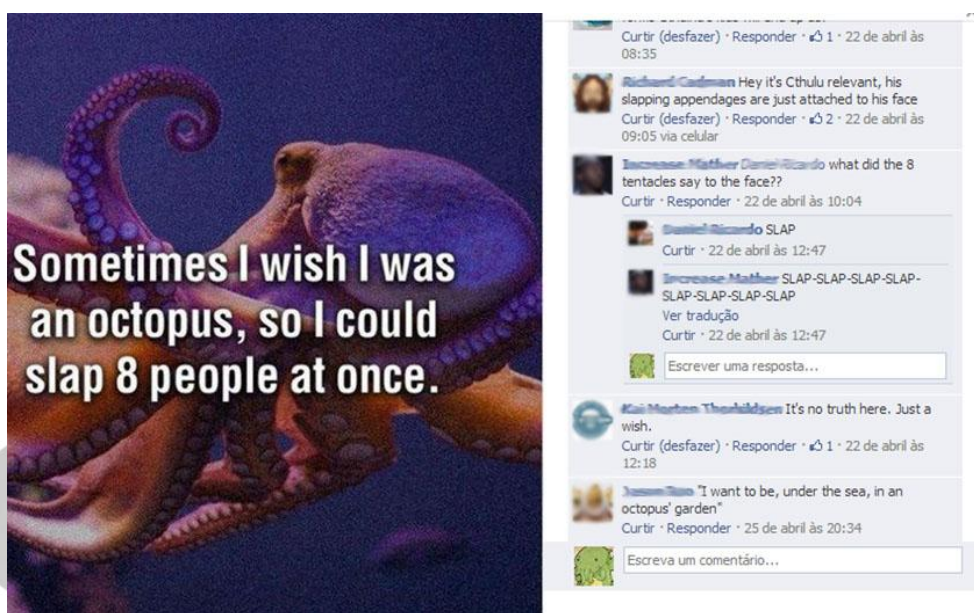 Sometimes I wish I was
an octopus, so I could
slap 8 people at once.
Curtir (desfazer) · Responder · 1 · 22 de abril às
08:35
Hey it's Cthulu relevant, his
slapping appendages are just attached to his face
Curtir (desfazer) · Responder · 2 · 22 de abril às
09:05 via celular
what did the 8
tentacles say to the face??
Curtir · Responder · 22 de abril às 10:04
SLAP
Curtir · 22 de abril às 12:47
SLAP-SLAP-SLAP-SLAP-
SLAP-SLAP-SLAP-SLAP
Ver tradução
Curtir · 22 de abril às 12:47
Escrever uma resposta...
It's no truth here. Just a
wish.
Curtir (desfazer) · Responder · 1 · 22 de abril às
12:18
"I want to be, under the sea, in an
octopus' garden"
Curtir · Responder · 25 de abril às 20:34
Escreva um comentário...